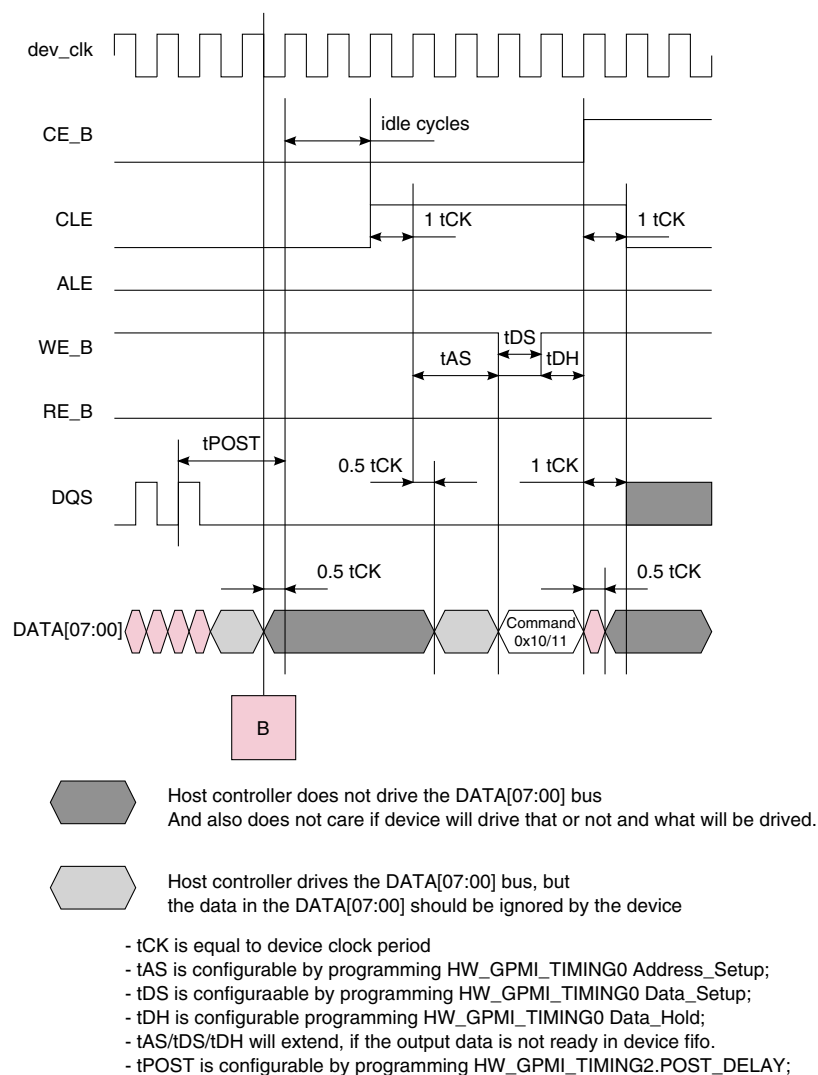 dev_clk
CE_B
idle cycles
CLE
1 tCK
1 tCK
ALE
WE_B
tDS
tAS
tDH
RE_B
tPOST
0.5 tCK
1 tCK
DQS
0.5 tCK
0.5 tCK
DATA[07:00]
Command
0x10/11
B
Host controller does not drive the DATA[07:00] bus
And also does not care if device will drive that or not and what will be drived.
Host controller drives the DATA[07:00] bus, but
the data in the DATA[07:00] should be ignored by the device
- tCK is equal to device clock period
- tAS is configurable by programming HW_GPMI_TIMING0 Address_Setup;
- tDS is configuraable by programming HW_GPMI_TIMING0 Data_Setup;
- tDH is configurable programming HW_GPMI_TIMING0 Data_Hold;
- tAS/tDS/tDH will extend, if the output data is not ready in device fifo.
- tPOST is configurable by programming HW_GPMI_TIMING2.POST_DELAY;